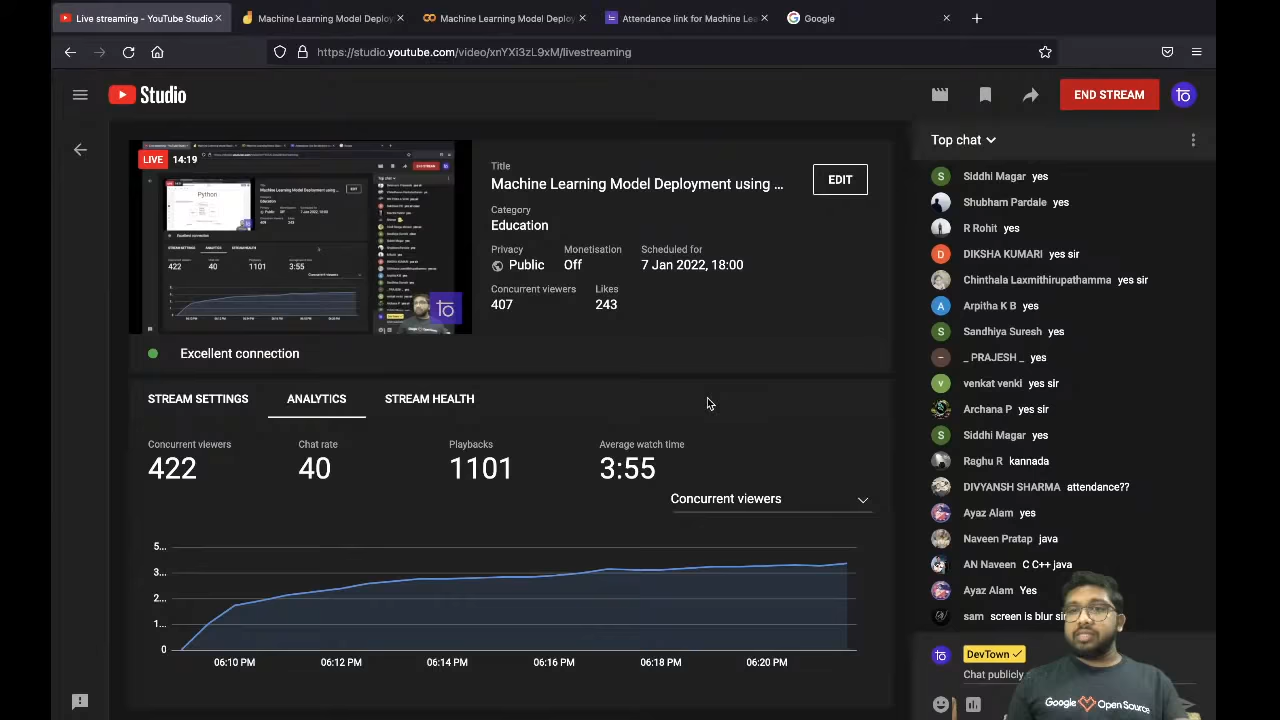 Live streaming - YouTube Studio
Machine Learning Model Deploy
Machine Learning Model Deploy
Attendance link for Machine Lea
Google
https://studio.youtube.com/video/xnYXi3zL9xM/livestreaming
Studio
END STREAM
LIVE 14:19
Python
Title
Machine Learning Model Deployment using ...
EDIT
Category
Education
Privacy
Public
Monetisation
Off
Scheduled for
7 Jan 2022, 18:00
Concurrent viewers
407
Likes
243
Excellent connection
STREAM SETTINGS
ANALYTICS
STREAM HEALTH
Concurrent viewers
422
Chat rate
40
Playbacks
1101
Average watch time
3:55
Concurrent viewers
5...
3...
2...
1...
0
06:10 PM
06:12 PM
06:14 PM
06:16 PM
06:18 PM
06:20 PM
Top chat
Siddhi Magar yes
Shubham Pardale yes
R Rohit yes
DIKSHA KUMARI yes sir
Chinthala Laxmithirupathamma yes sir
Arpitha K B yes
Sandhiya Suresh yes
_ PRAJESH _ yes
venkat venki yes sir
Archana P yes sir
Siddhi Magar yes
Raghu R kannada
DIVYANSH SHARMA attendance??
Ayaz Alam yes
Naveen Pratap java
AN Naveen C C++ java
Ayaz Alam Yes
sam screen is blur sir
DevTown
Chat publicly
Google Open Source